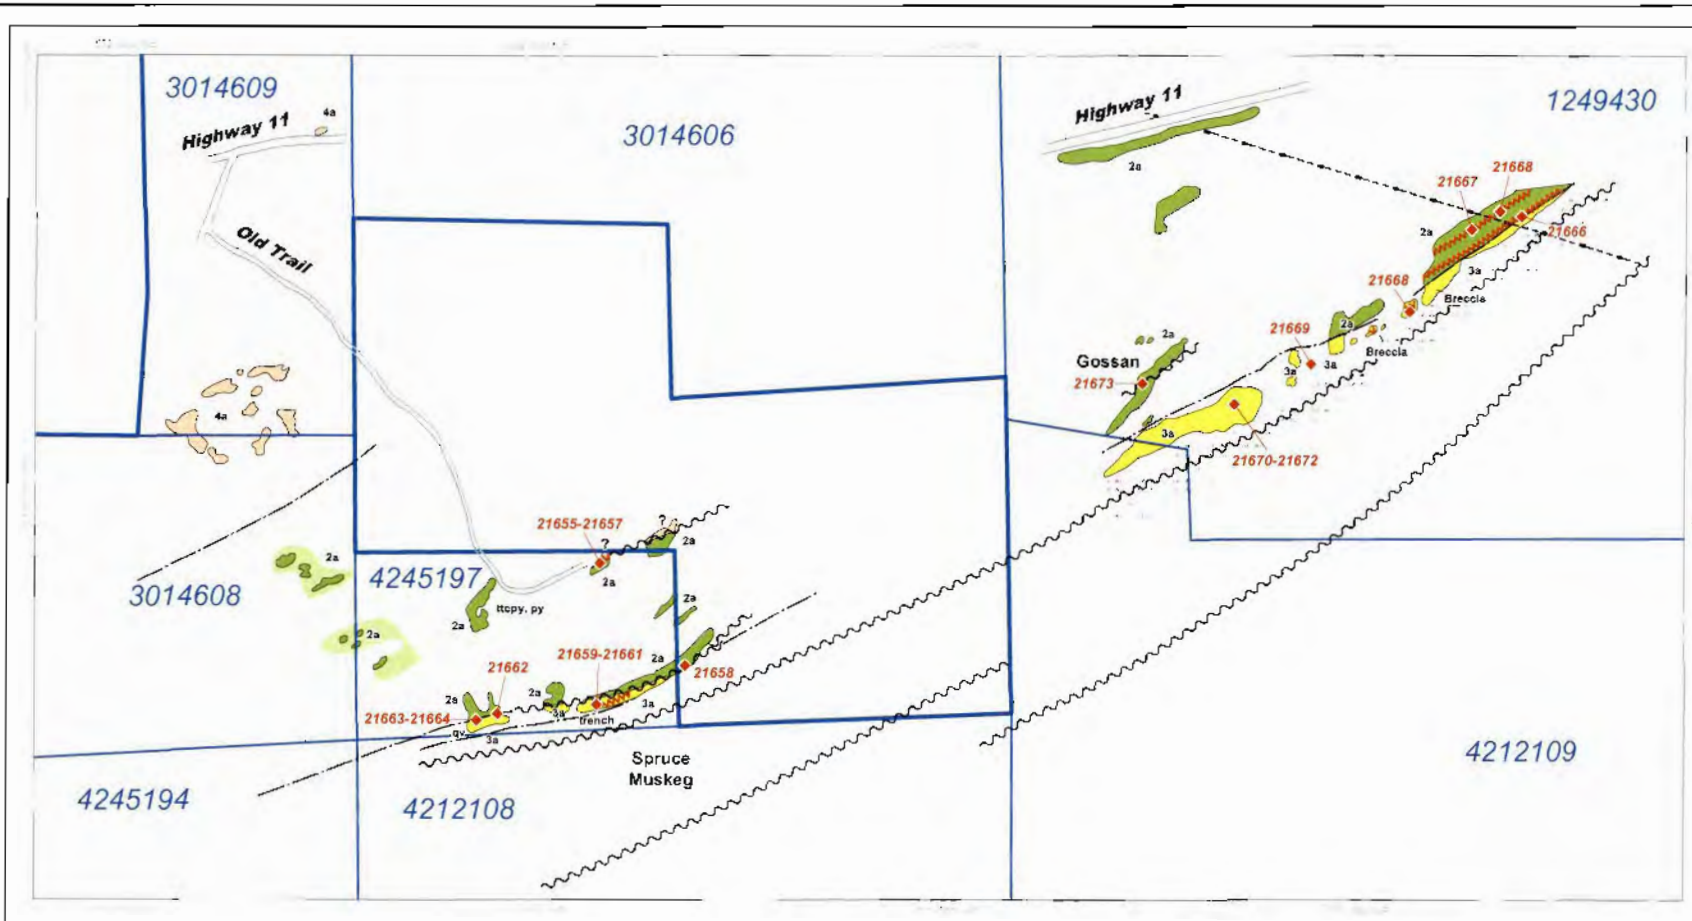 3014609
4a
Highway 11
3014606
Highway 11
1249430
2a
21667
21668
2a
21666
3a
Old Trail
21668
Breccia
21669
2a
Breccia
2a
Gossan
21673
3a
3a
4a
3a
21670-21672
21655-21657
?
?
2a
2a
2a
3014608
4245197
ttcpy, py
2a
2a
2a
21659-21661
2a
21658
21662
2a
2a
3a
3a
21663-21664
trench
qv
3a
Spruce
Muskeg
4212109
4245194
4212108